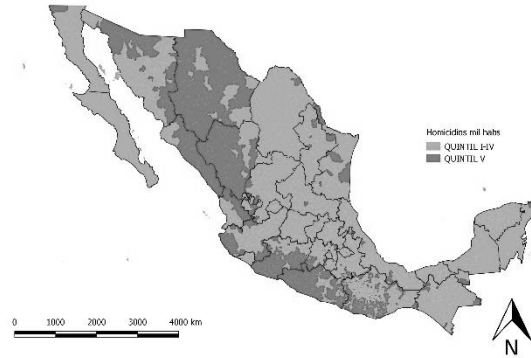 Homicidios mil habs
QUINTIL I-IV
QUINTIL V
0 1000 2000 3000 4000 km
N